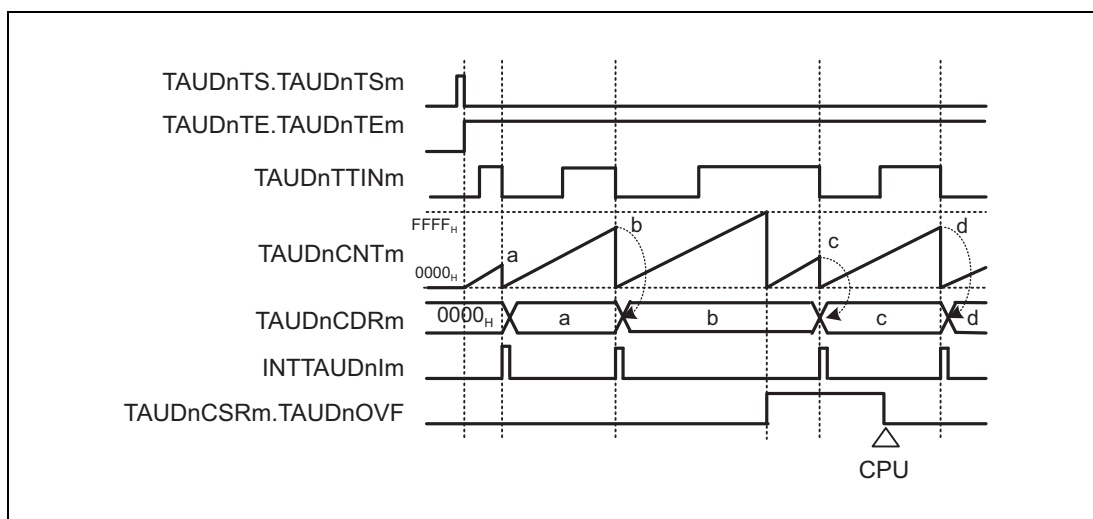 TAUDnTS.TAUDnTSm
TAUDnTE.TAUDnTEm
TAUDnTTINm
FFFFH
TAUDnCNTm
0000H
a
b
c
d
TAUDnCDRm
0000H
a
b
c
d
INTTAUDnIm
TAUDnCSRm.TAUDnOVF
CPU